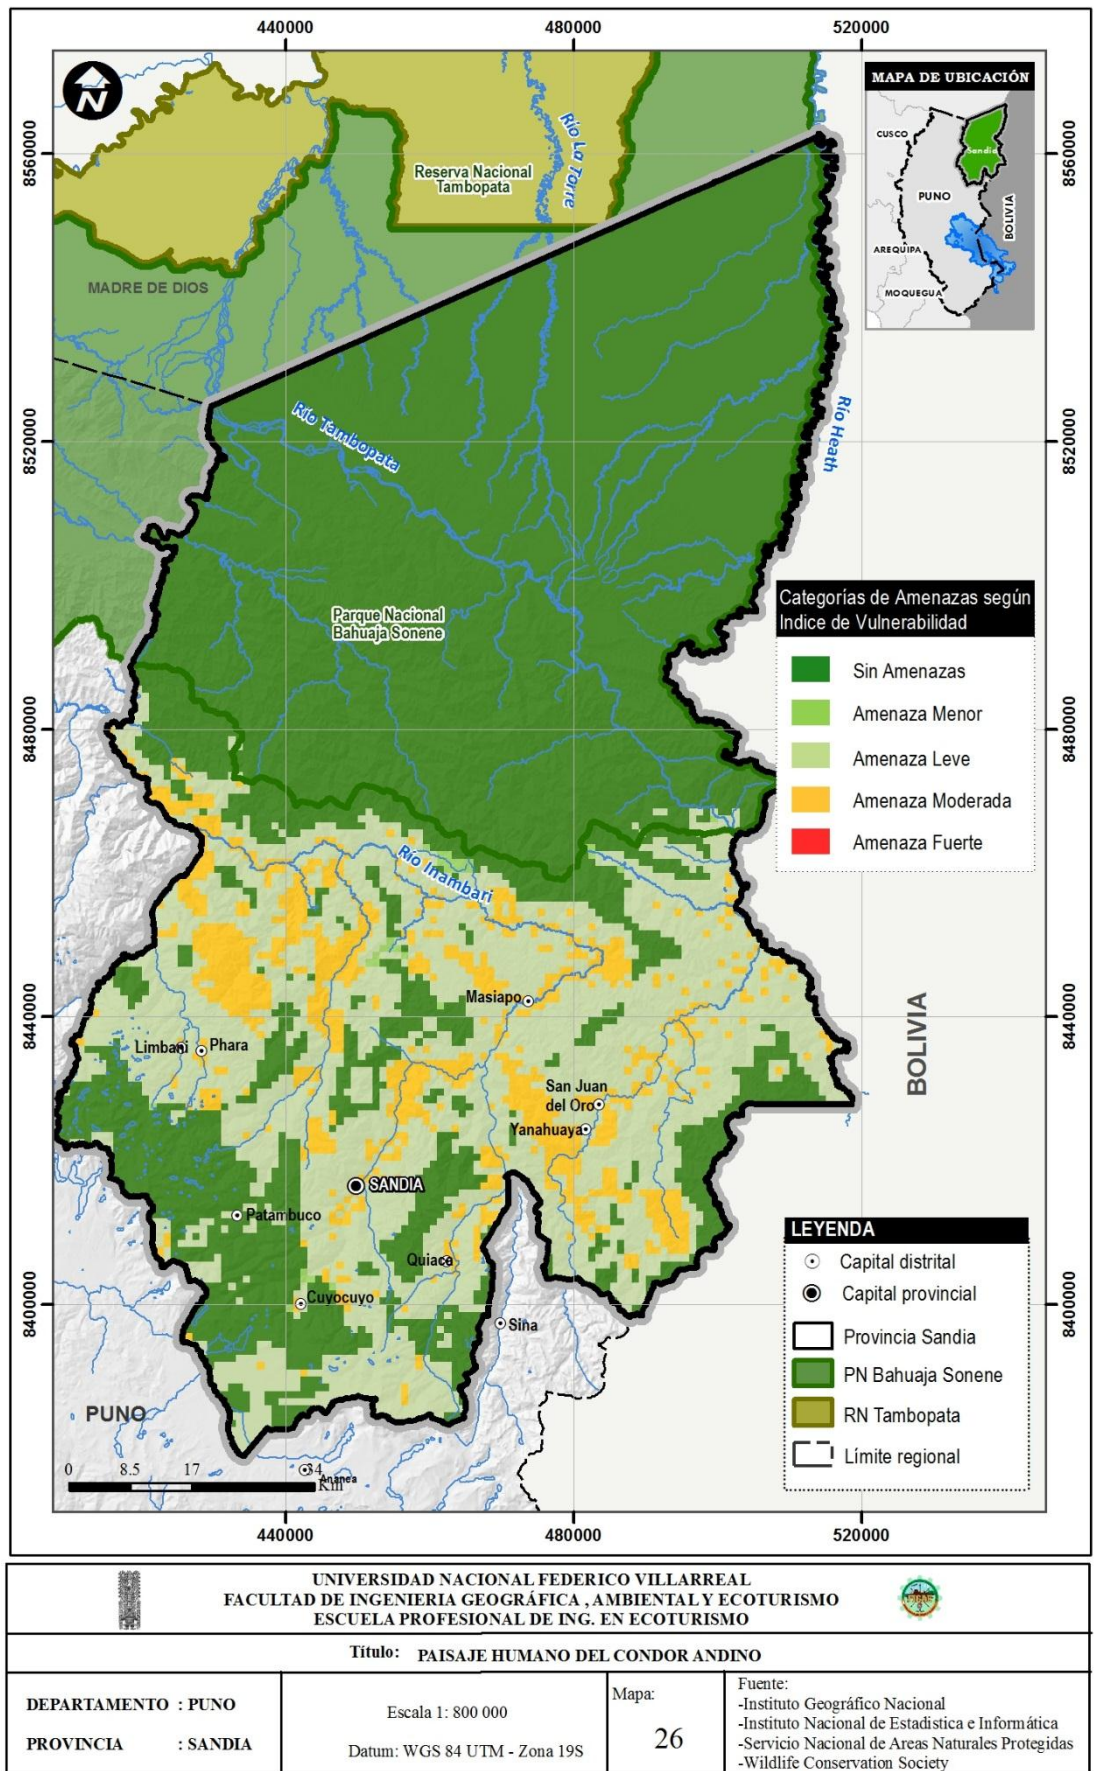 440000
480000
520000
N
MAPA DE UBICACIÓN
CUSCO
Sandia
PUNO
BOLIVIA
AREQUIPA
MOQUEGUA
8560000
8560000
Río La Torre
Reserva Nacional
Tambopata
MADRE DE DIOS
Río Tambopata
Río Heath
8520000
8520000
Parque Nacional
Bahuaja Sonene
Categorías de Amenazas según
Indice de Vulnerabilidad
Sin Amenazas
Amenaza Menor
Amenaza Leve
Amenaza Moderada
Amenaza Fuerte
8480000
8480000
Río Inambari
Masiapo
8440000
8440000
Limbani
Phara
BOLIVIA
San Juan
del Oro
Yanahuaya
SANDIA
Patambuco
Quiaca
Cuyocuyo
Sina
8400000
8400000
LEYENDA
Capital distrital
Capital provincial
Provincia Sandia
PN Bahuaja Sonene
RN Tambopata
Límite regional
PUNO
0 8.5 17 34
Km
Ananea
440000
480000
520000
UNIVERSIDAD NACIONAL FEDERICO VILLARREAL
FACULTAD DE INGENIERIA GEOGRÁFICA , AMBIENTAL Y ECOTURISMO
ESCUELA PROFESIONAL DE ING. EN ECOTURISMO
Título: PAISAJE HUMANO DEL CONDOR ANDINO
DEPARTAMENTO : PUNO
PROVINCIA : SANDIA
Escala 1: 800 000
Datum: WGS 84 UTM - Zona 19S
Mapa:
26
Fuente:
-Instituto Geográfico Nacional
-Instituto Nacional de Estadistica e Informática
-Servicio Nacional de Areas Naturales Protegidas
-Wildlife Conservation Society